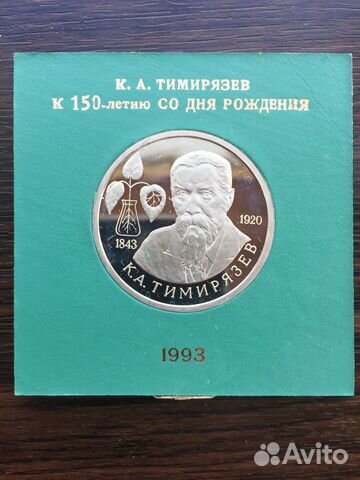 К. А. ТИМИРЯЗЕВ
К 150-летию СО ДНЯ РОЖДЕНИЯ
1843
1920
К.А.ТИМИРЯЗЕВ
1993
Avito